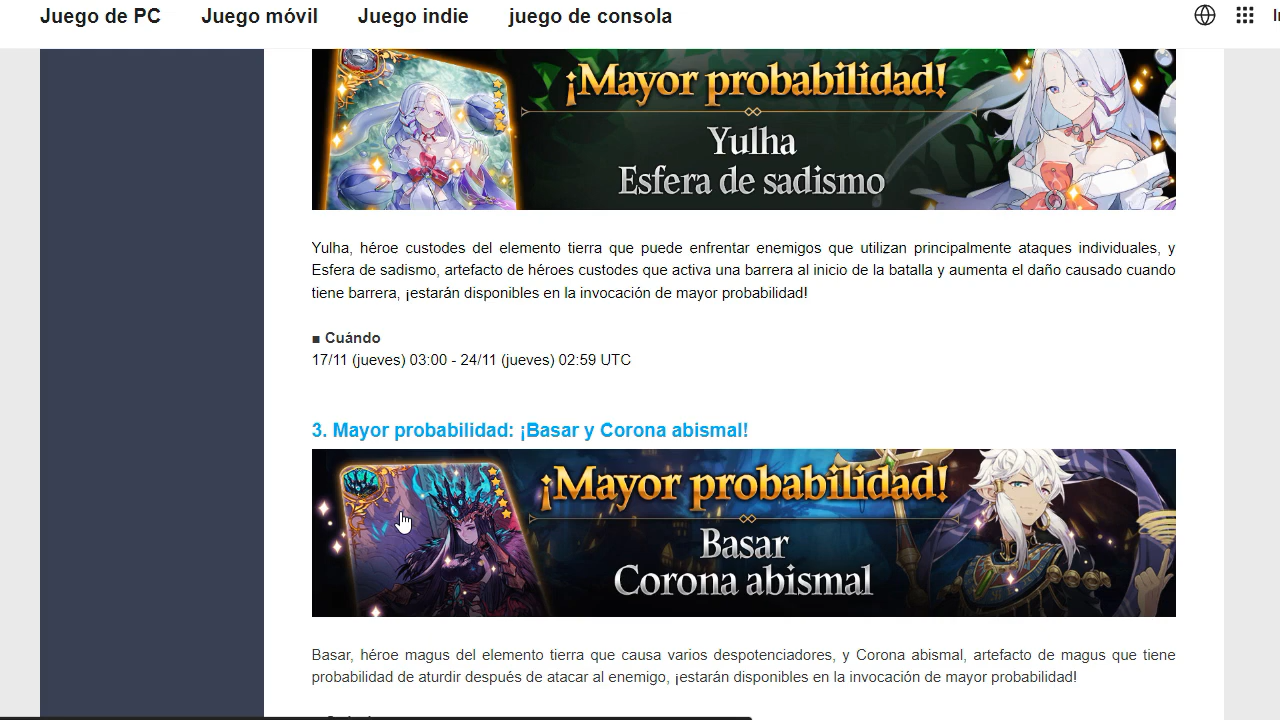 Juego de PC Juego móvil Juego indie juego de consola
¡Mayor probabilidad!
Yulha
Esfera de sadismo
Yulha, héroe custodes del elemento tierra que puede enfrentar enemigos que utilizan principalmente ataques individuales, y
Esfera de sadismo, artefacto de héroes custodes que activa una barrera al inicio de la batalla y aumenta el daño causado cuando
tiene barrera, ¡estarán disponibles en la invocación de mayor probabilidad!
■ Cuándo
17/11 (jueves) 03:00 - 24/11 (jueves) 02:59 UTC
3. Mayor probabilidad: ¡Basar y Corona abismal!
¡Mayor probabilidad!
Basar
Corona abismal
Basar, héroe magus del elemento tierra que causa varios despotenciadores, y Corona abismal, artefacto de magus que tiene
probabilidad de aturdir después de atacar al enemigo, ¡estarán disponibles en la invocación de mayor probabilidad!